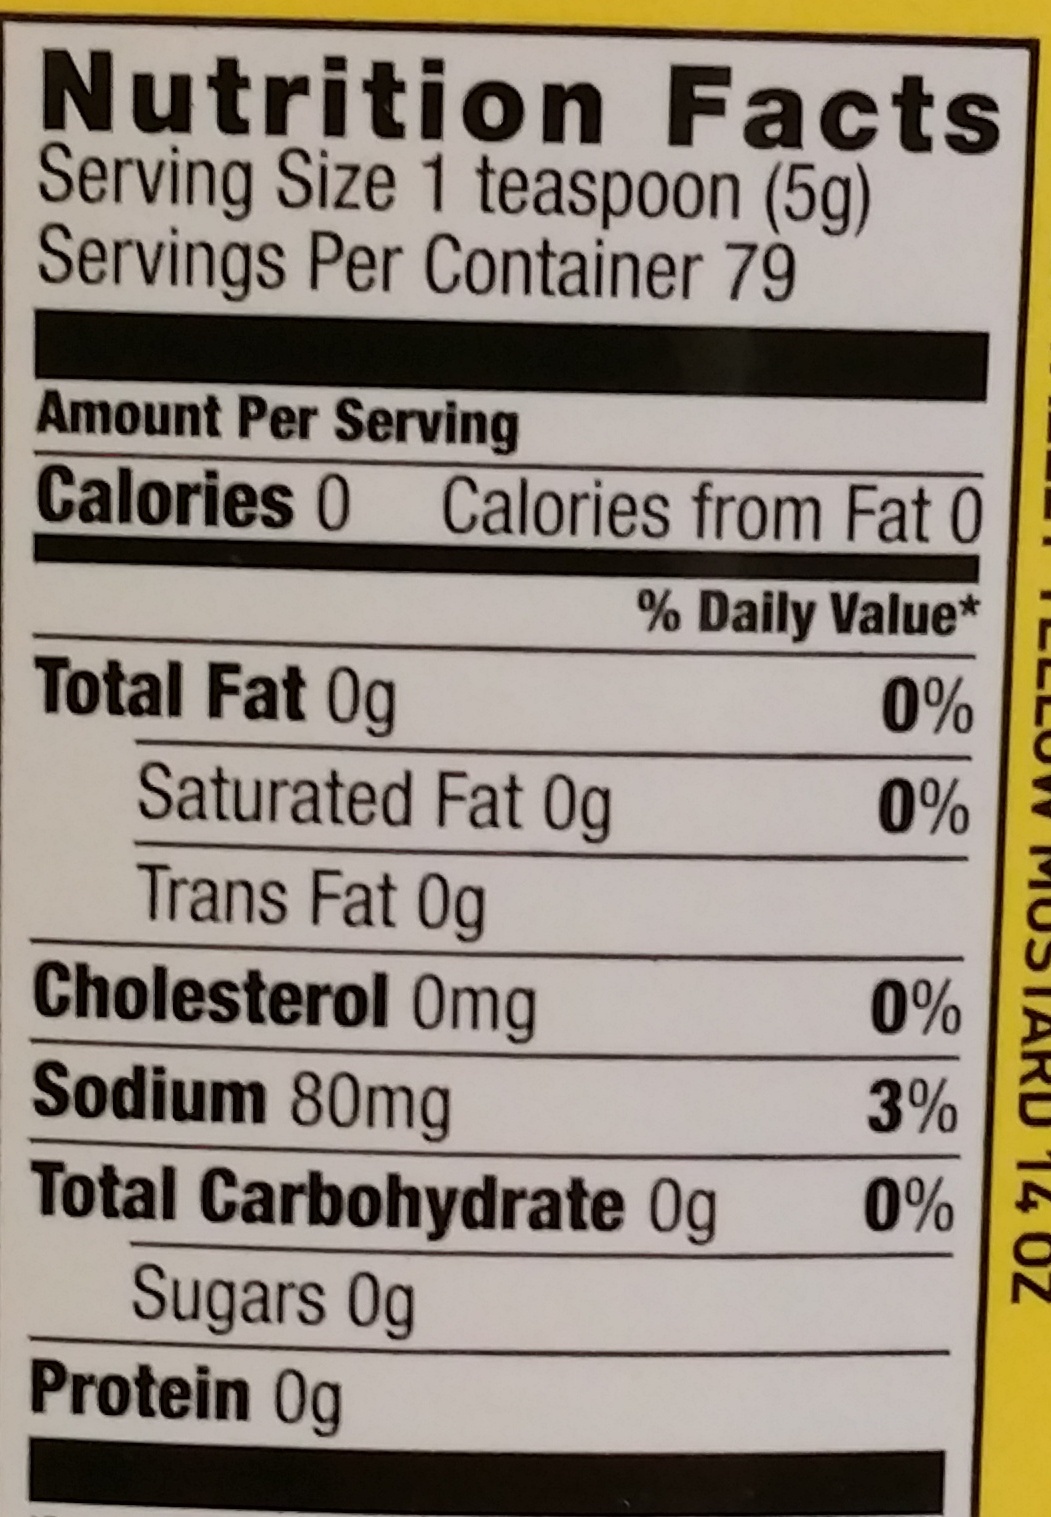 Nutrition Facts
Serving Size 1 teaspoon (5g)
Servings Per Container 79
Amount Per Serving
Calories 0 Calories from Fat 0
% Daily Value*
Total Fat 0g 0%
Saturated Fat 0g 0%
Trans Fat 0g
Cholesterol 0mg 0%
Sodium 80mg 3%
Total Carbohydrate 0g 0%
Sugars 0g
Protein 0g
YELLOW MUSTARD 14 OZ